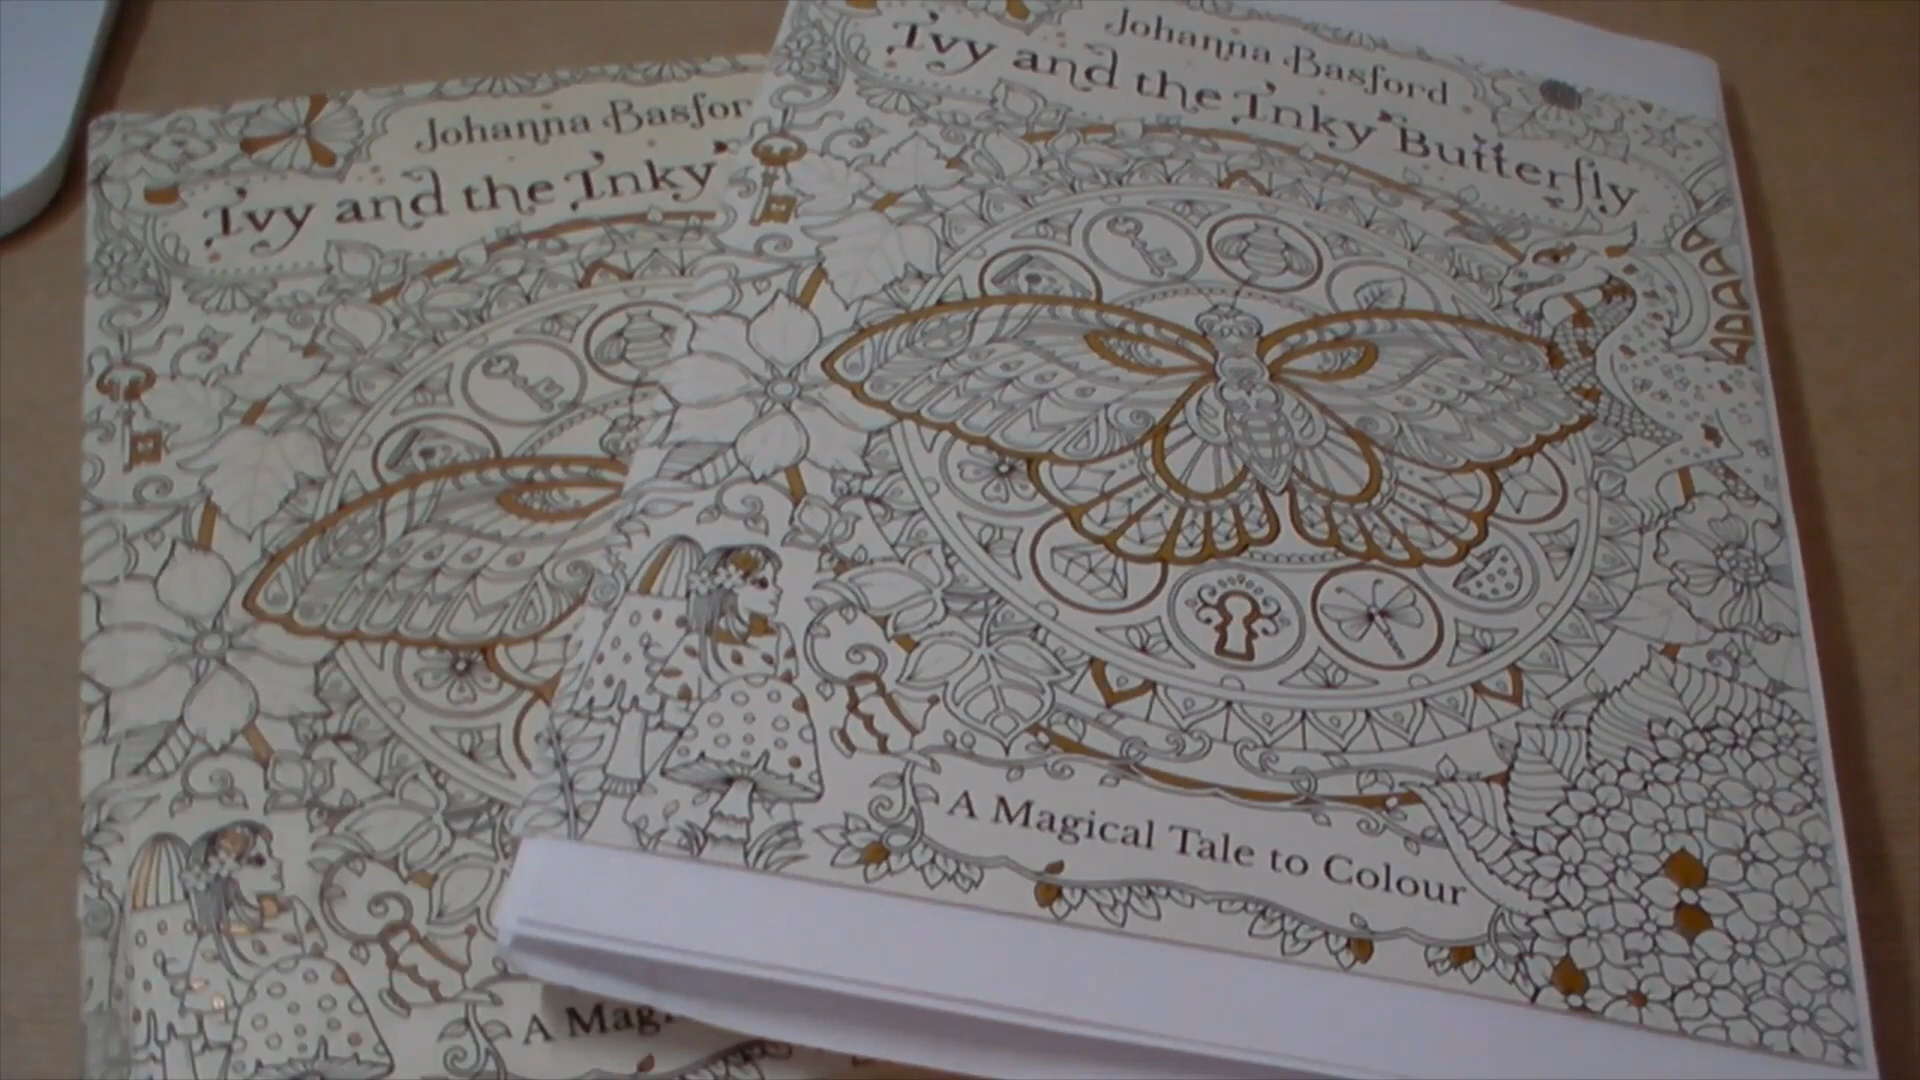 Johanna Basfor
Ivy and the Inky
A Mag
Johanna Basford
Ivy and the Inky Butterfly
A Magical Tale to Colour